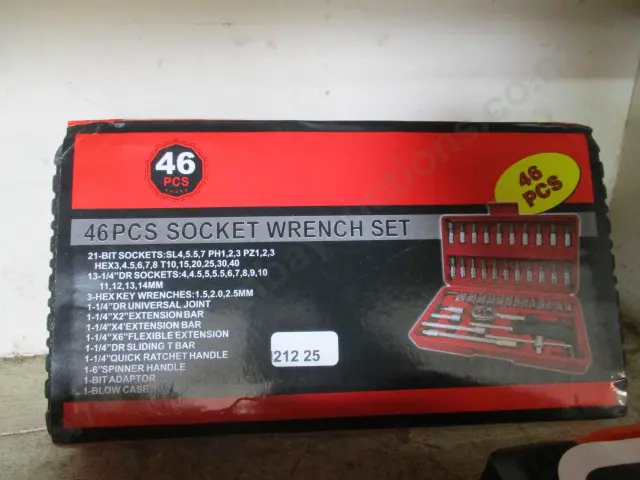 46
PCS
46
PCS
46PCS SOCKET WRENCH SET
21-BIT SOCKETS:SL4,5.5,7 PH1,2,3 PZ1,2,3
HEX3,4,5,6,7,8 T10,15,20,25,30,40
13-1/4"DR SOCKETS:4,4.5,5,5.5,6,7,8,9,10
11,12,13,14MM
3-HEX KEY WRENCHES:1.5,2.0,2.5MM
1-1/4"DR UNIVERSAL JOINT
1-1/4"X2"EXTENSION BAR
1-1/4"X4"EXTENSION BAR
1-1/4"X6"FLEXIBLE EXTENSION
1-1/4"DR SLIDING T BAR
1-1/4"QUICK RATCHET HANDLE
1-6"SPINNER HANDLE
1-BIT ADAPTOR
1-BLOW CASE
212 25